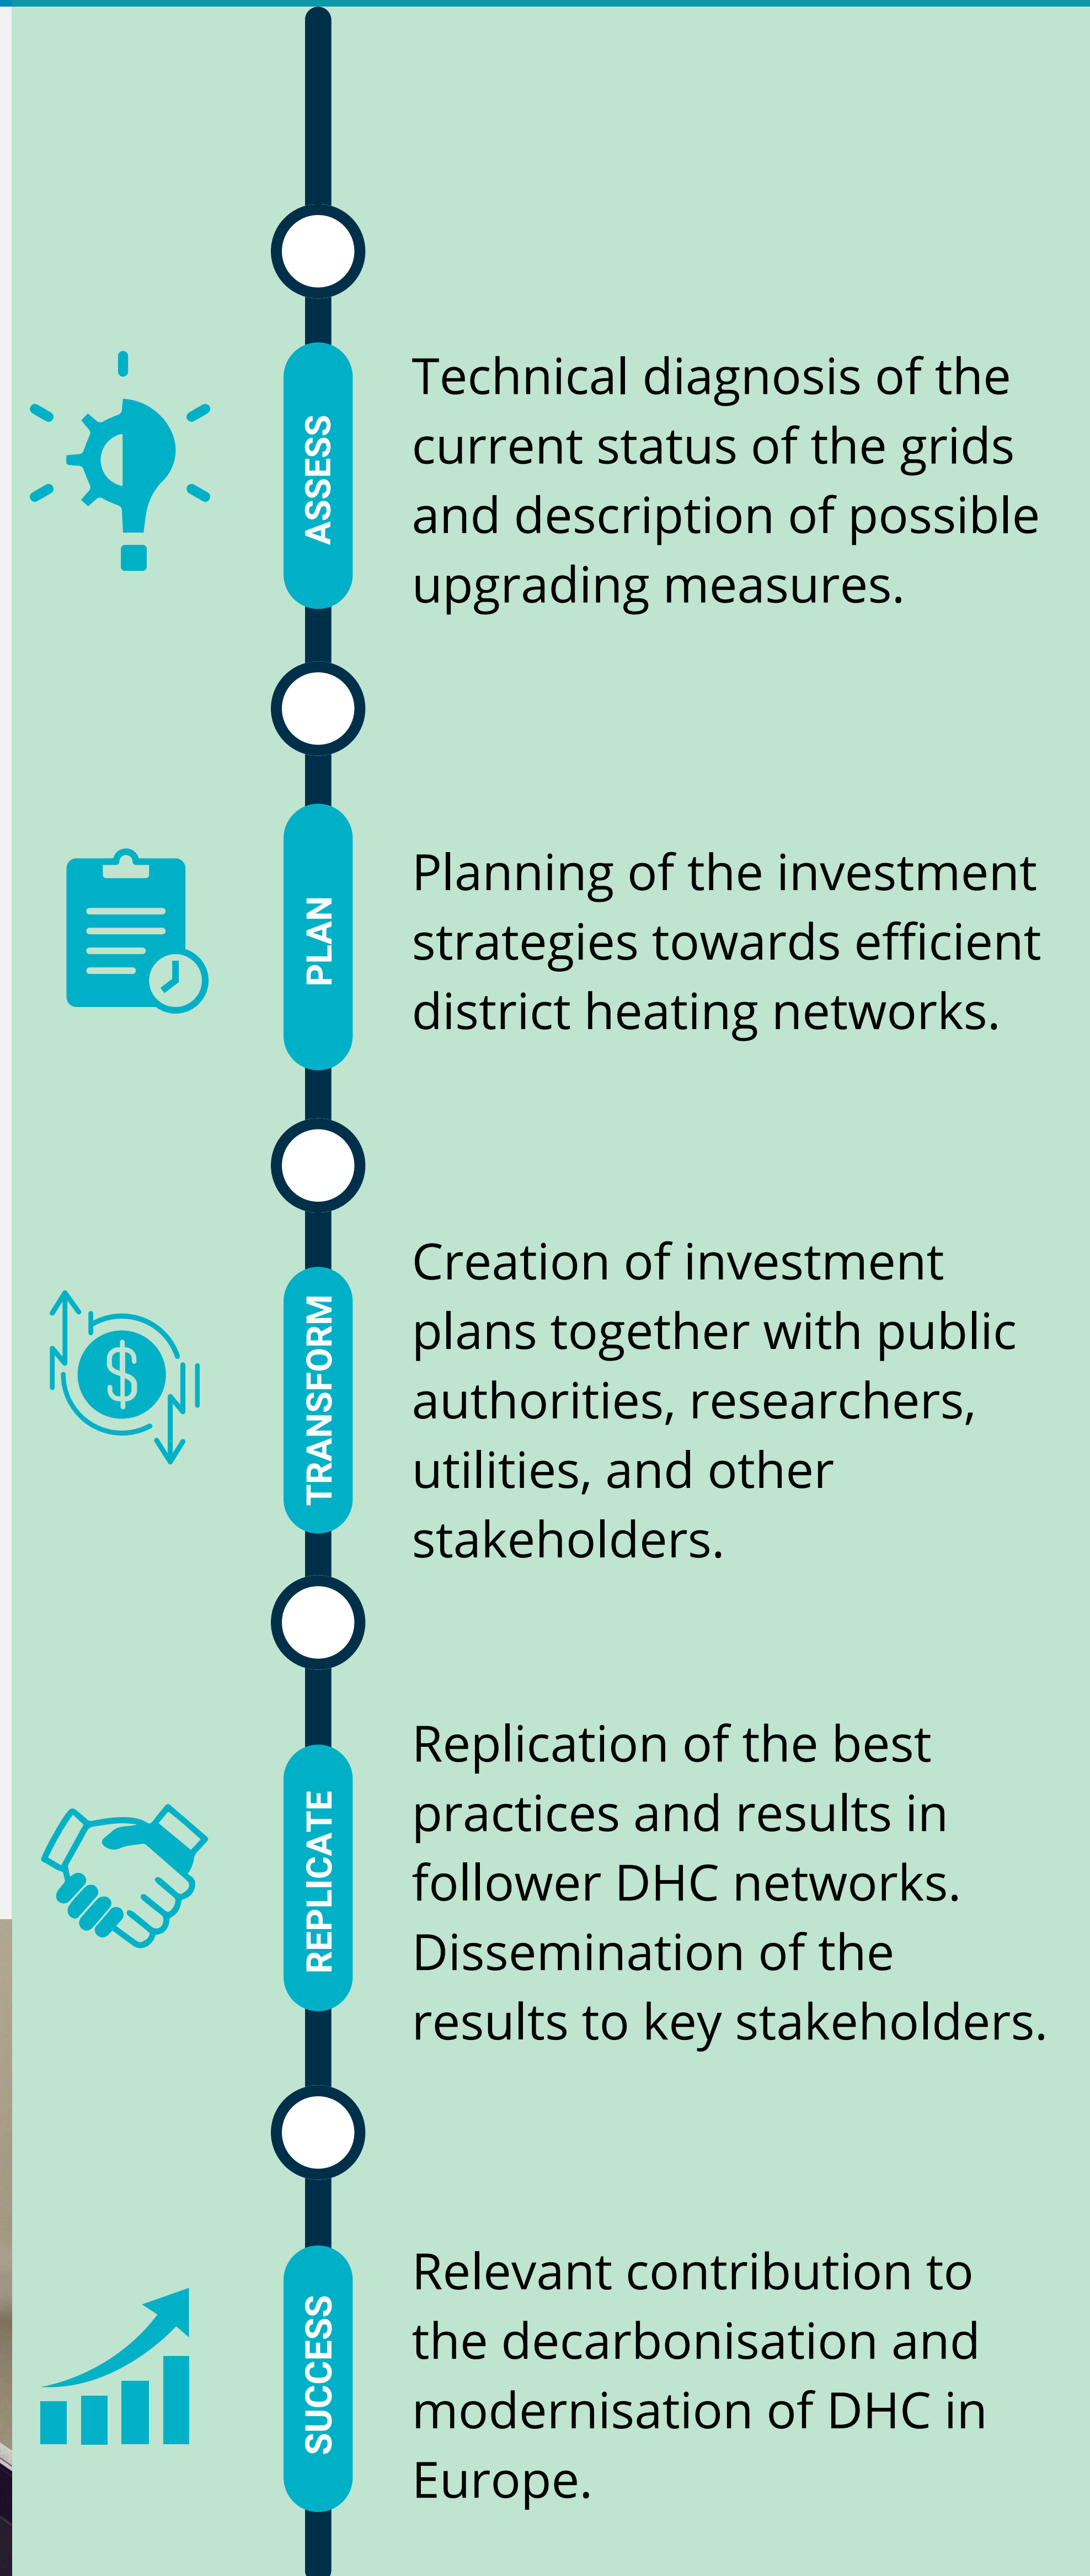 ASSESS
Technical diagnosis of the
current status of the grids
and description of possible
upgrading measures.
PLAN
Planning of the investment
strategies towards efficient
district heating networks.
TRANSFORM
Creation of investment
plans together with public
authorities, researchers,
utilities, and other
stakeholders.
REPLICATE
Replication of the best
practices and results in
follower DHC networks.
Dissemination of the
results to key stakeholders.
SUCCESS
Relevant contribution to
the decarbonisation and
modernisation of DHC in
Europe.
$